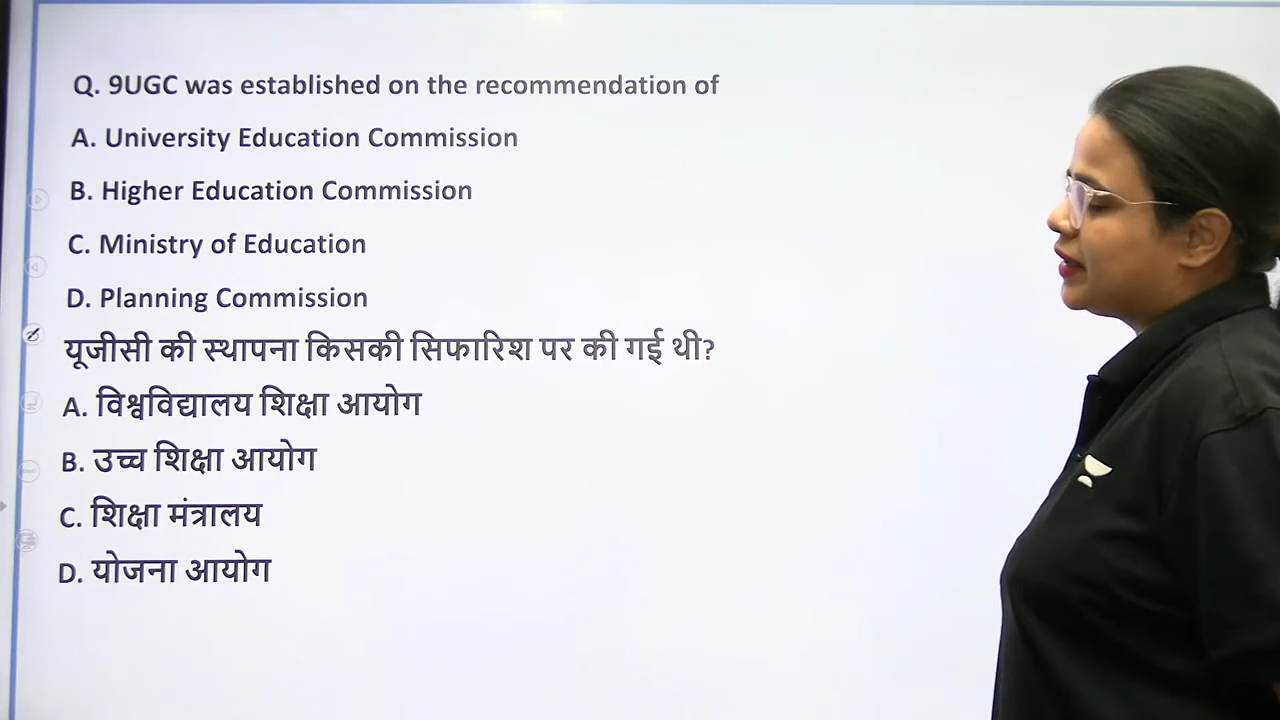 Q. 9UGC was established on the recommendation of
A. University Education Commission
B. Higher Education Commission
C. Ministry of Education
D. Planning Commission
यूजीसी की स्थापना किसकी सिफारिश पर की गई थी?
A. विश्वविद्यालय शिक्षा आयोग
B. उच्च शिक्षा आयोग
C. शिक्षा मंत्रालय
D. योजना आयोग